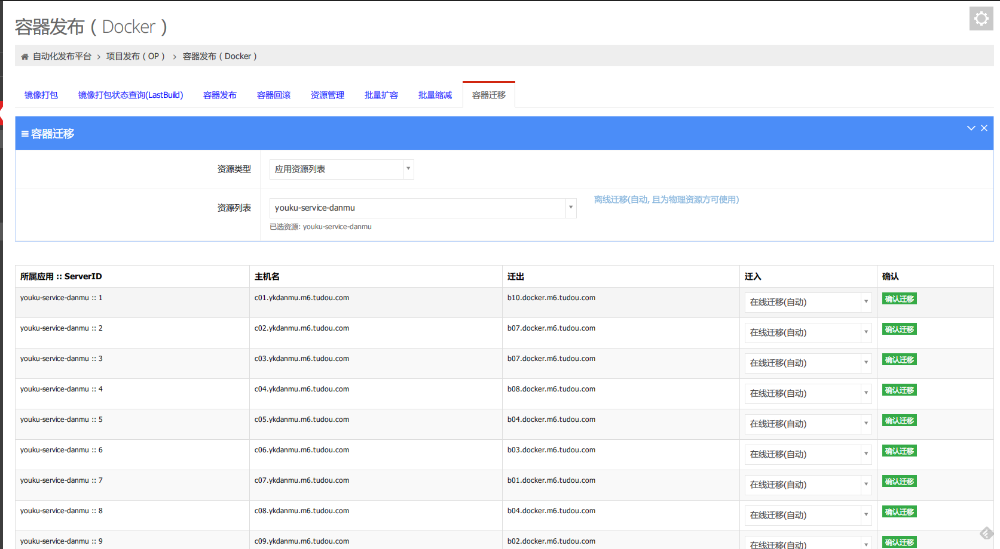 容器发布（Docker）
自动化发布平台 > 项目发布（OP） > 容器发布（Docker）
镜像打包 镜像打包状态查询(LastBuild) 容器发布 容器回滚 资源管理 批量扩容 批量缩减 容器迁移
容器迁移
资源类型 应用资源列表
资源列表 youku-service-danmu 离线迁移(自动, 且为物理资源方可使用)
已选资源: youku-service-danmu
所属应用 :: ServerID 主机名 迁出 迁入 确认
youku-service-danmu :: 1 c01.ykdanmu.m6.tudou.com b10.docker.m6.tudou.com 在线迁移(自动) 确认迁移
youku-service-danmu :: 2 c02.ykdanmu.m6.tudou.com b07.docker.m6.tudou.com 在线迁移(自动) 确认迁移
youku-service-danmu :: 3 c03.ykdanmu.m6.tudou.com b07.docker.m6.tudou.com 在线迁移(自动) 确认迁移
youku-service-danmu :: 4 c04.ykdanmu.m6.tudou.com b08.docker.m6.tudou.com 在线迁移(自动) 确认迁移
youku-service-danmu :: 5 c05.ykdanmu.m6.tudou.com b04.docker.m6.tudou.com 在线迁移(自动) 确认迁移
youku-service-danmu :: 6 c06.ykdanmu.m6.tudou.com b03.docker.m6.tudou.com 在线迁移(自动) 确认迁移
youku-service-danmu :: 7 c07.ykdanmu.m6.tudou.com b01.docker.m6.tudou.com 在线迁移(自动) 确认迁移
youku-service-danmu :: 8 c08.ykdanmu.m6.tudou.com b04.docker.m6.tudou.com 在线迁移(自动) 确认迁移
youku-service-danmu :: 9 c09.ykdanmu.m6.tudou.com b02.docker.m6.tudou.com 在线迁移(自动) 确认迁移